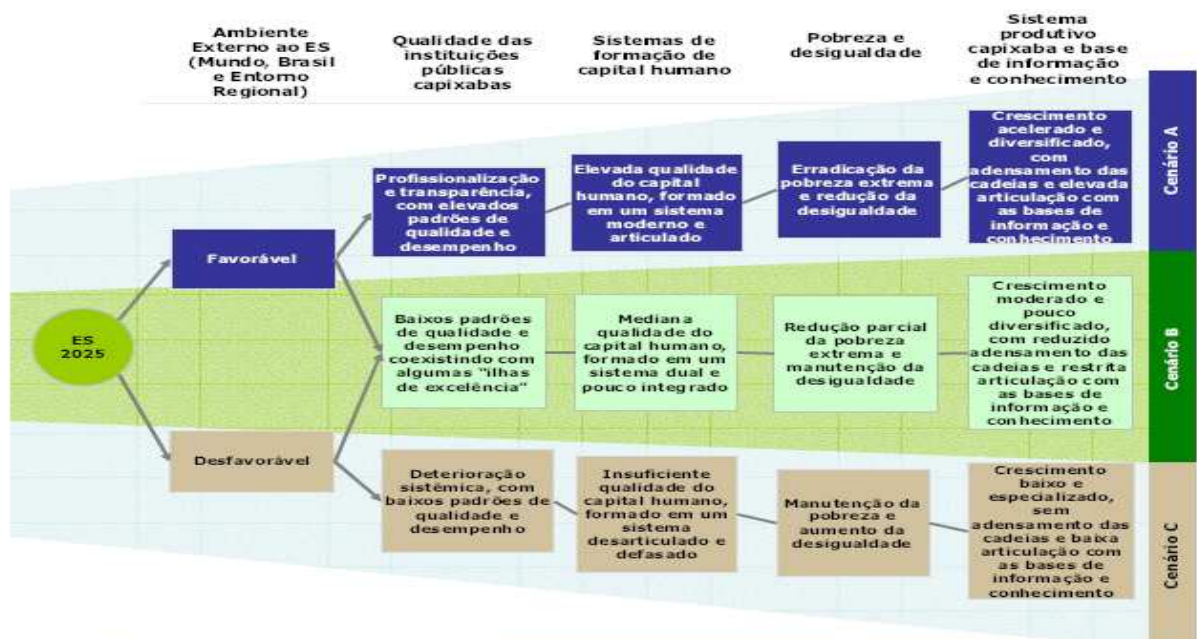 Ambiente
Externo ao ES
(Mundo, Brasil
e Entorno
Regional)
Qualidade das
instituições
públicas
capixabas
Sistemas de
formação de
capital humano
Pobreza e
desigualdade
Sistema
produtivo
capixaba e base
de informação
e conhecimento
ES
2025
Favorável
Profissionalização
e transparência,
com elevados
padrões de
qualidade e
desempenho
Elevada qualidade
do capital
humano, formado
em um sistema
moderno e
articulado
Erradicação da
pobreza extrema
e redução da
desigualdade
Crescimento
acelerado e
diversificado,
com
adensamento das
cadeias e elevada
articulação com
as bases de
informação e
conhecimento
Cenário A
Baixos padrões
de qualidade e
desempenho
coexistindo com
algumas "ilhas
de excelência"
Mediana
qualidade do
capital humano,
formado em um
sistema dual e
pouco integrado
Redução parcial
da pobreza
extrema e
manutenção da
desigualdade
Crescimento
moderado e
pouco
diversificado,
com reduzido
adensamento das
cadeias e restrita
articulação com
as bases de
informação e
conhecimento
Cenário B
Desfavorável
Deterioração
sistêmica, com
baixos padrões de
qualidade e
desempenho
Insuficiente
qualidade do
capital humano,
formado em um
sistema
desarticulado e
defasado
Manutenção da
pobreza e
aumento da
desigualdade
Crescimento
baixo e
especializado,
sem
adensamento das
cadeias e baixa
articulação com
as bases de
informação e
conhecimento
Cenário C